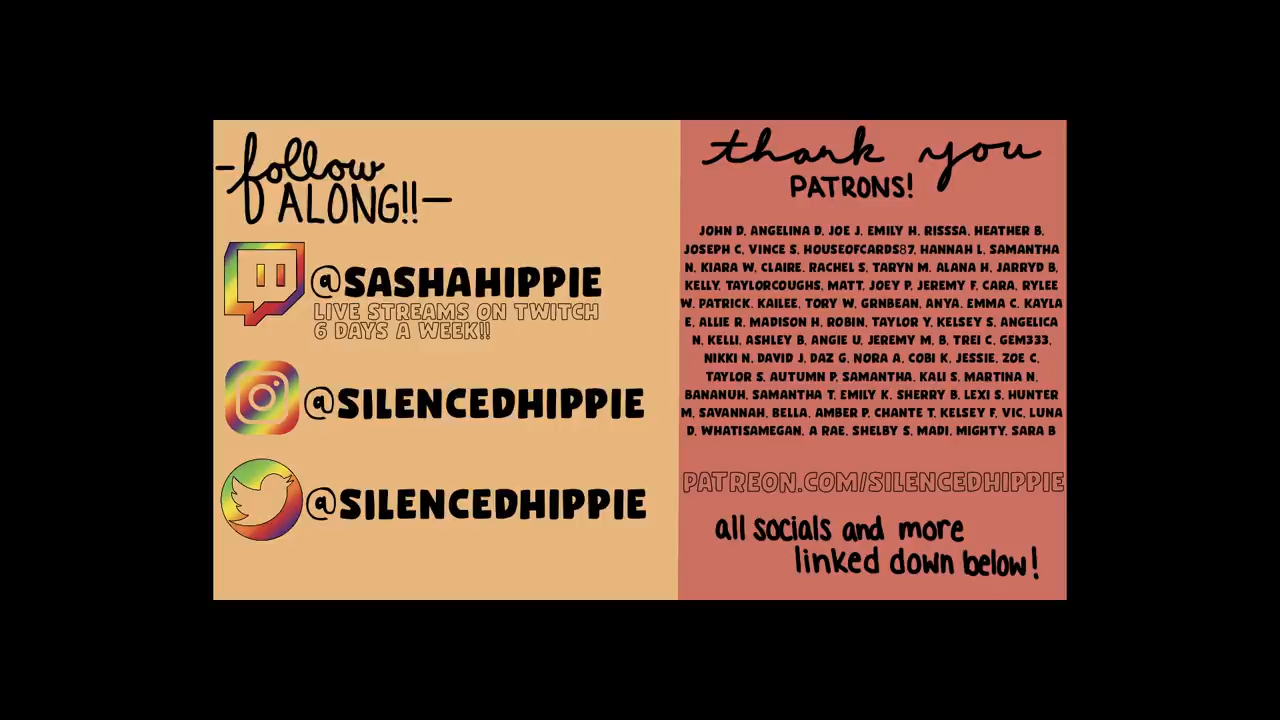 -follow
ALONG!!-
@SASHAHIPPIE
LIVE STREAMS ON TWITCH
6 DAYS A WEEK!!
@SILENCEDHIPPIE
@SILENCEDHIPPIE
thank you
PATRONS!
JOHN D, ANGELINA D, JOE J, EMILY H, RISSSA, HEATHER B,
JOSEPH C, VINCE S, HOUSEOFCARDS87, HANNAH L, SAMANTHA
N, KIARA W, CLAIRE, RACHEL S, TARYN M, ALANA H, JARRYD B,
KELLY, TAYLORCOUGHS, MATT, JOEY P, JEREMY F, CARA, RYLEE
W, PATRICK, KAILEE, TORY W, GRNBEAN, ANYA, EMMA C, KAYLA
E, ALLIE R, MADISON H, ROBIN, TAYLOR Y, KELSEY S, ANGELICA
N, KELLI, ASHLEY B, ANGIE U, JEREMY M, B, TREI C, GEM333,
NIKKI N, DAVID J, DAZ G, NORA A, COBI K, JESSIE, ZOE C,
TAYLOR S, AUTUMN P, SAMANTHA, KALI S, MARTINA N,
BANANUH, SAMANTHA T, EMILY K, SHERRY B, LEXI S, HUNTER
M, SAVANNAH, BELLA, AMBER P, CHANTE T, KELSEY F, VIC, LUNA
D, WHATISAMEGAN, A RAE, SHELBY S, MADI, MIGHTY, SARA B
PATREON.COM/SILENCEDHIPPIE
all socials and more
linked down below!